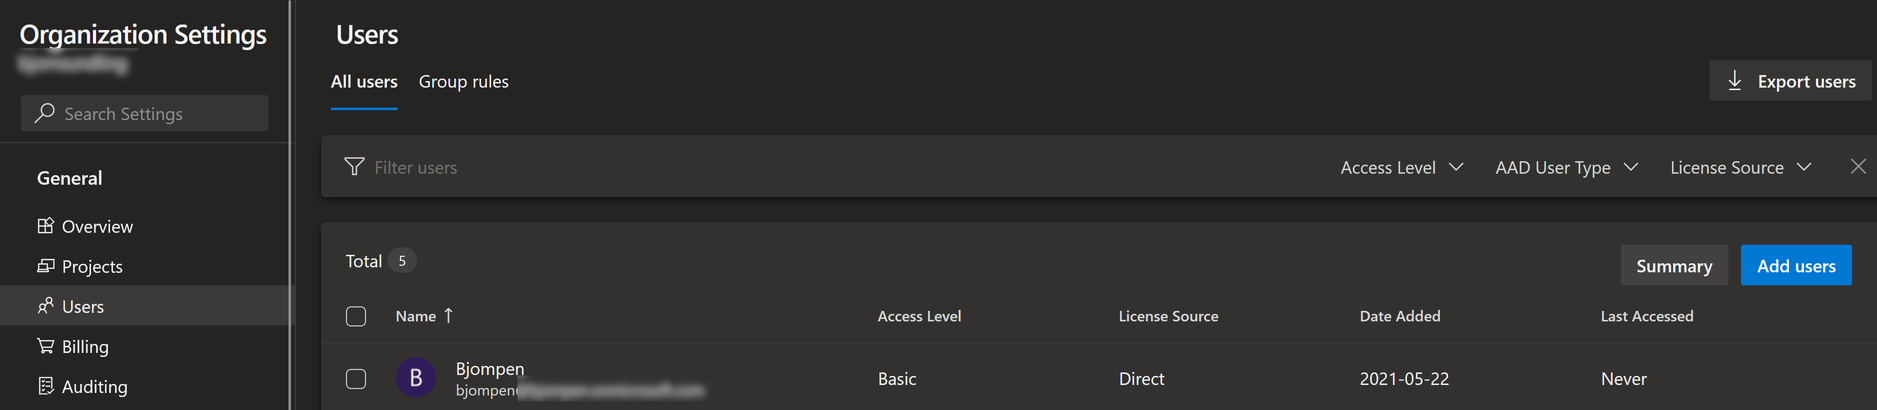 Organization Settings
Search Settings
General
Overview
Projects
Users
Billing
Auditing
Users
All users Group rules
Export users
Filter users Access Level AAD User Type License Source
Total 5
Summary Add users
Name ↑ Access Level License Source Date Added Last Accessed
B Bjompen Basic Direct 2021-05-22 Never
bjompen